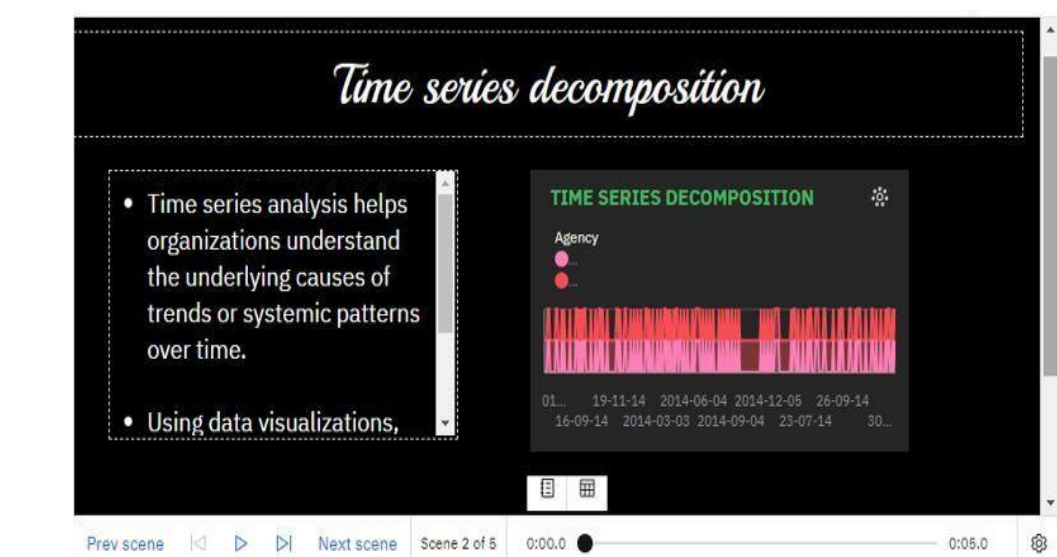 Time series decomposition
• Time series analysis helps
organizations understand
the underlying causes of
trends or systemic patterns
over time.
• Using data visualizations,
TIME SERIES DECOMPOSITION
Agency
...
...
01... 19-11-14 2014-06-04 2014-12-05 26-09-14
16-09-14 2014-03-03 2014-09-04 23-07-14 30...
Prev scene Next scene Scene 2 of 5 0:00.0 0:05.0